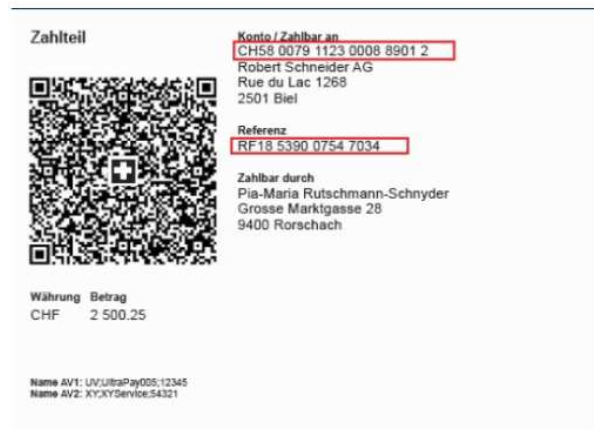 Zahlteil
Konto / Zahlbar an
CH58 0079 1123 0008 8901 2
Robert Schneider AG
Rue du Lac 1268
2501 Biel
Referenz
RF18 5390 0754 7034
Zahlbar durch
Pia-Maria Rutschmann-Schnyder
Grosse Marktgasse 28
9400 Rorschach
Währung Betrag
CHF 2 500.25
Name AV1: UV;UltraPay005;12345
Name AV2: XY;XYService;54321